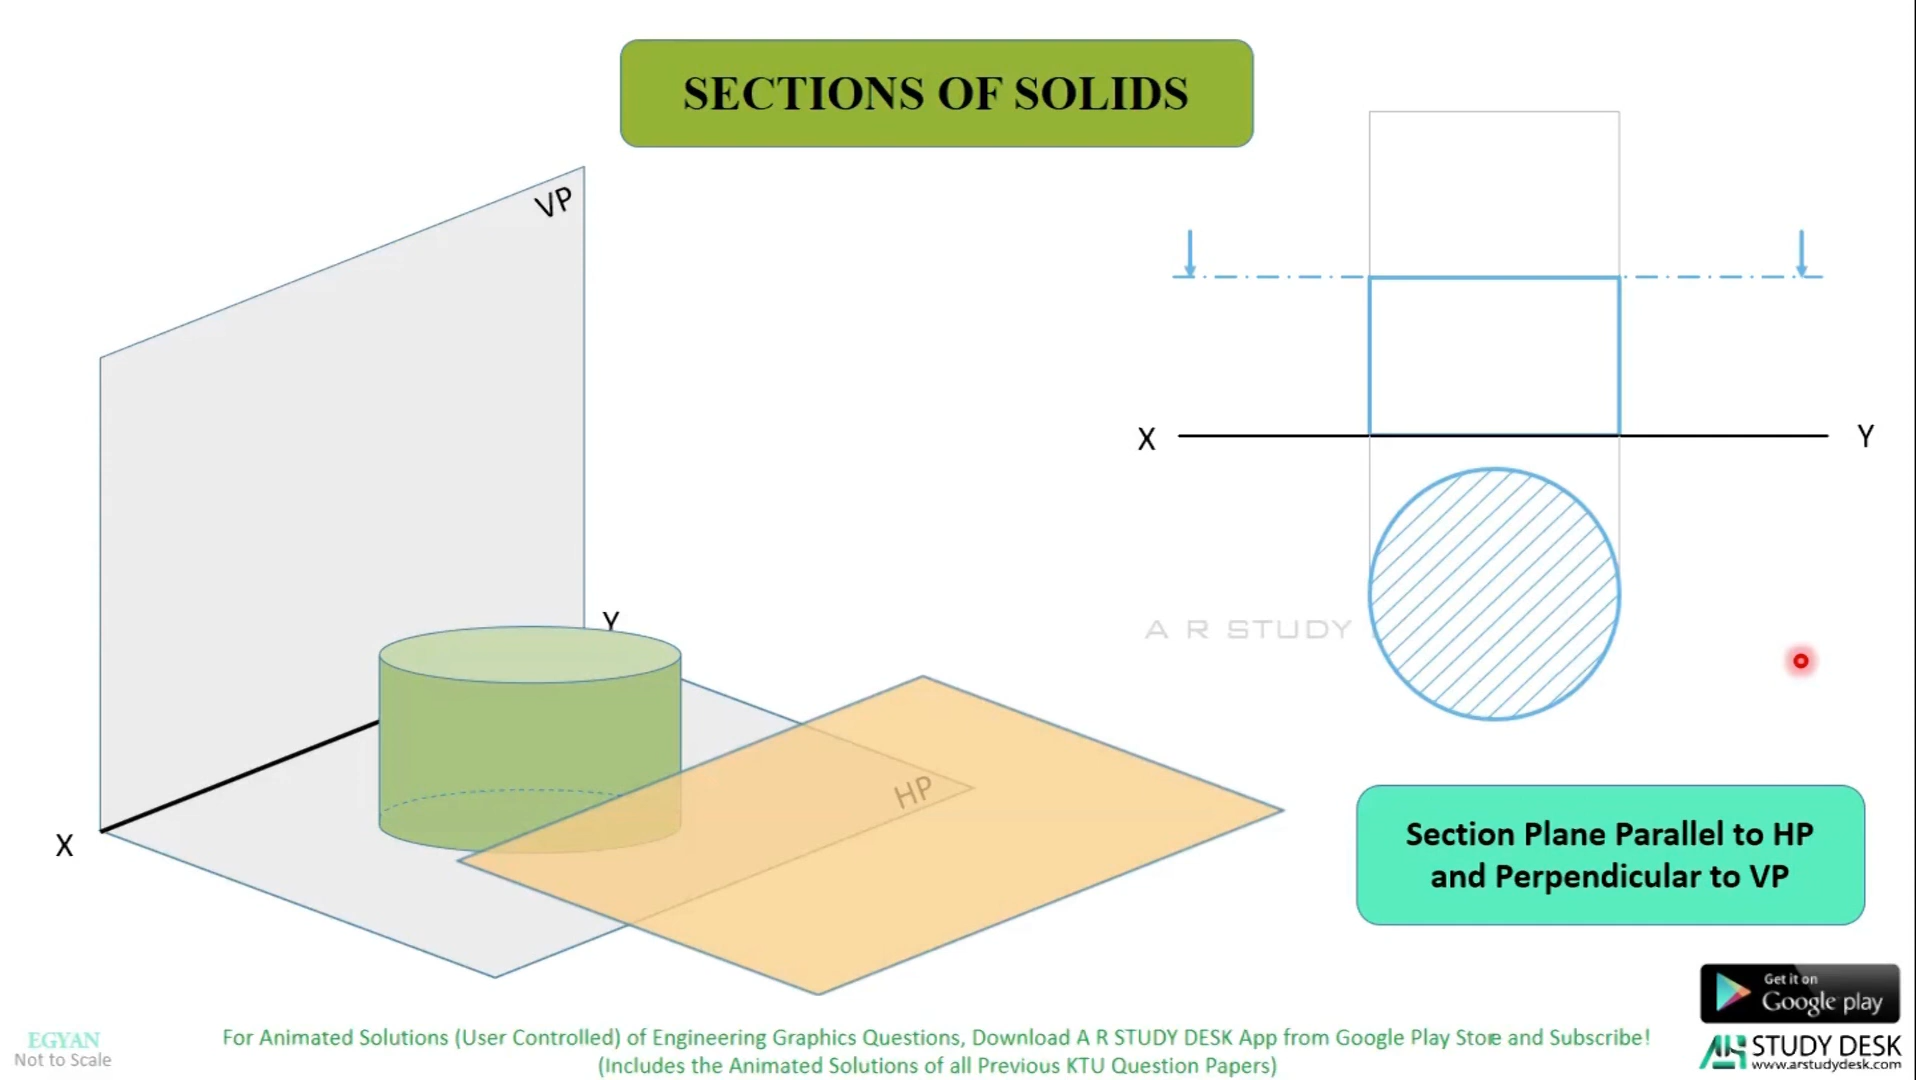 SECTIONS OF SOLIDS
VP
Y
X
HP
X
Y
A R STUDY
Section Plane Parallel to HP
and Perpendicular to VP
Get it on
Google play
EGYAN
Not to Scale
For Animated Solutions (User Controlled) of Engineering Graphics Questions, Download A R STUDY DESK App from Google Play Store and Subscribe!
(Includes the Animated Solutions of all Previous KTU Question Papers)
STUDY DESK
www.arstudydesk.com